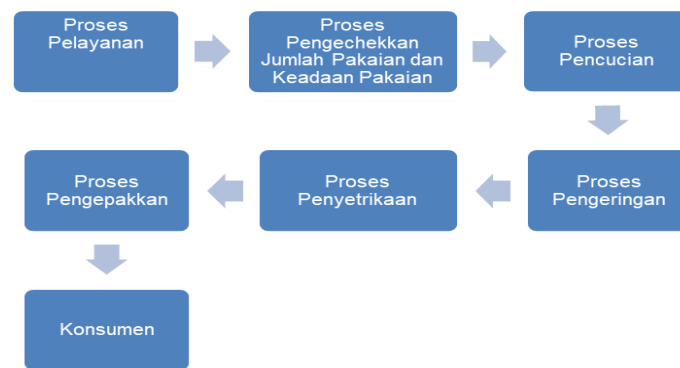 Proses
Pelayanan
Proses
Pengechekkan
Jumlah Pakaian dan
Keadaan Pakaian
Proses
Pencucian
Proses
Pengeringan
Proses
Penyetrikaan
Proses
Pengepakkan
Konsumen